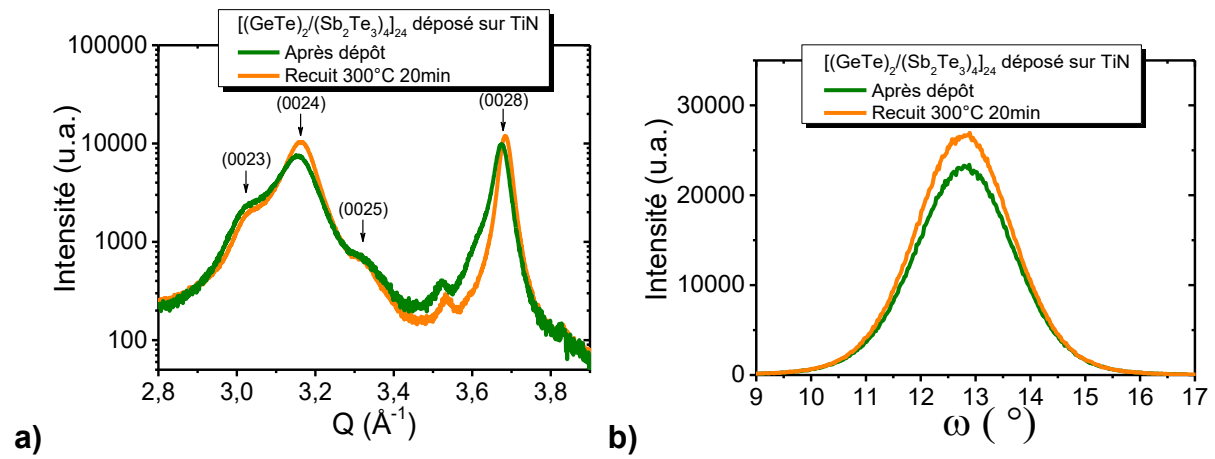 [(GeTe)₂/(Sb₂Te₃)₄]₂₄ déposé sur TiN
Après dépôt
Recuit 300°C 20min
100000
10000
1000
100
Intensité (u.a.)
(0023)
(0024)
(0025)
(0028)
2,8
3,0
3,2
3,4
3,6
3,8
Q (Å⁻¹)
a)
[(GeTe)₂/(Sb₂Te₃)₄]₂₄ déposé sur TiN
Après dépôt
Recuit 300°C 20min
30000
20000
10000
0
Intensité (u.a.)
9
10
11
12
13
14
15
16
17
ω ( °)
b)